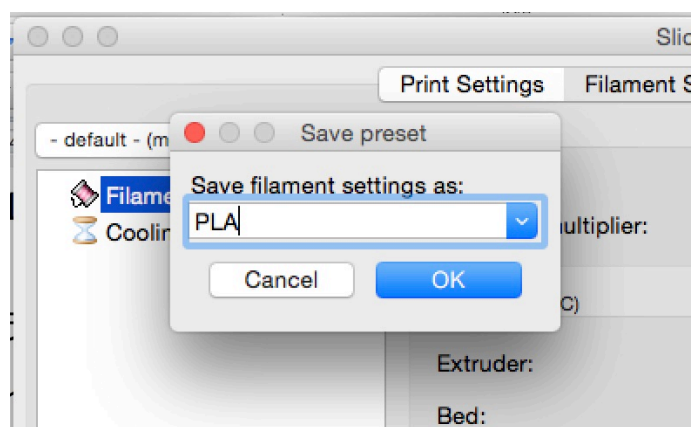 Slic
Print Settings Filament S
Save preset
- default - (m
Save filament settings as:
Filame
PLA
Coolin
ultiplier:
Cancel OK
C)
Extruder:
Bed: